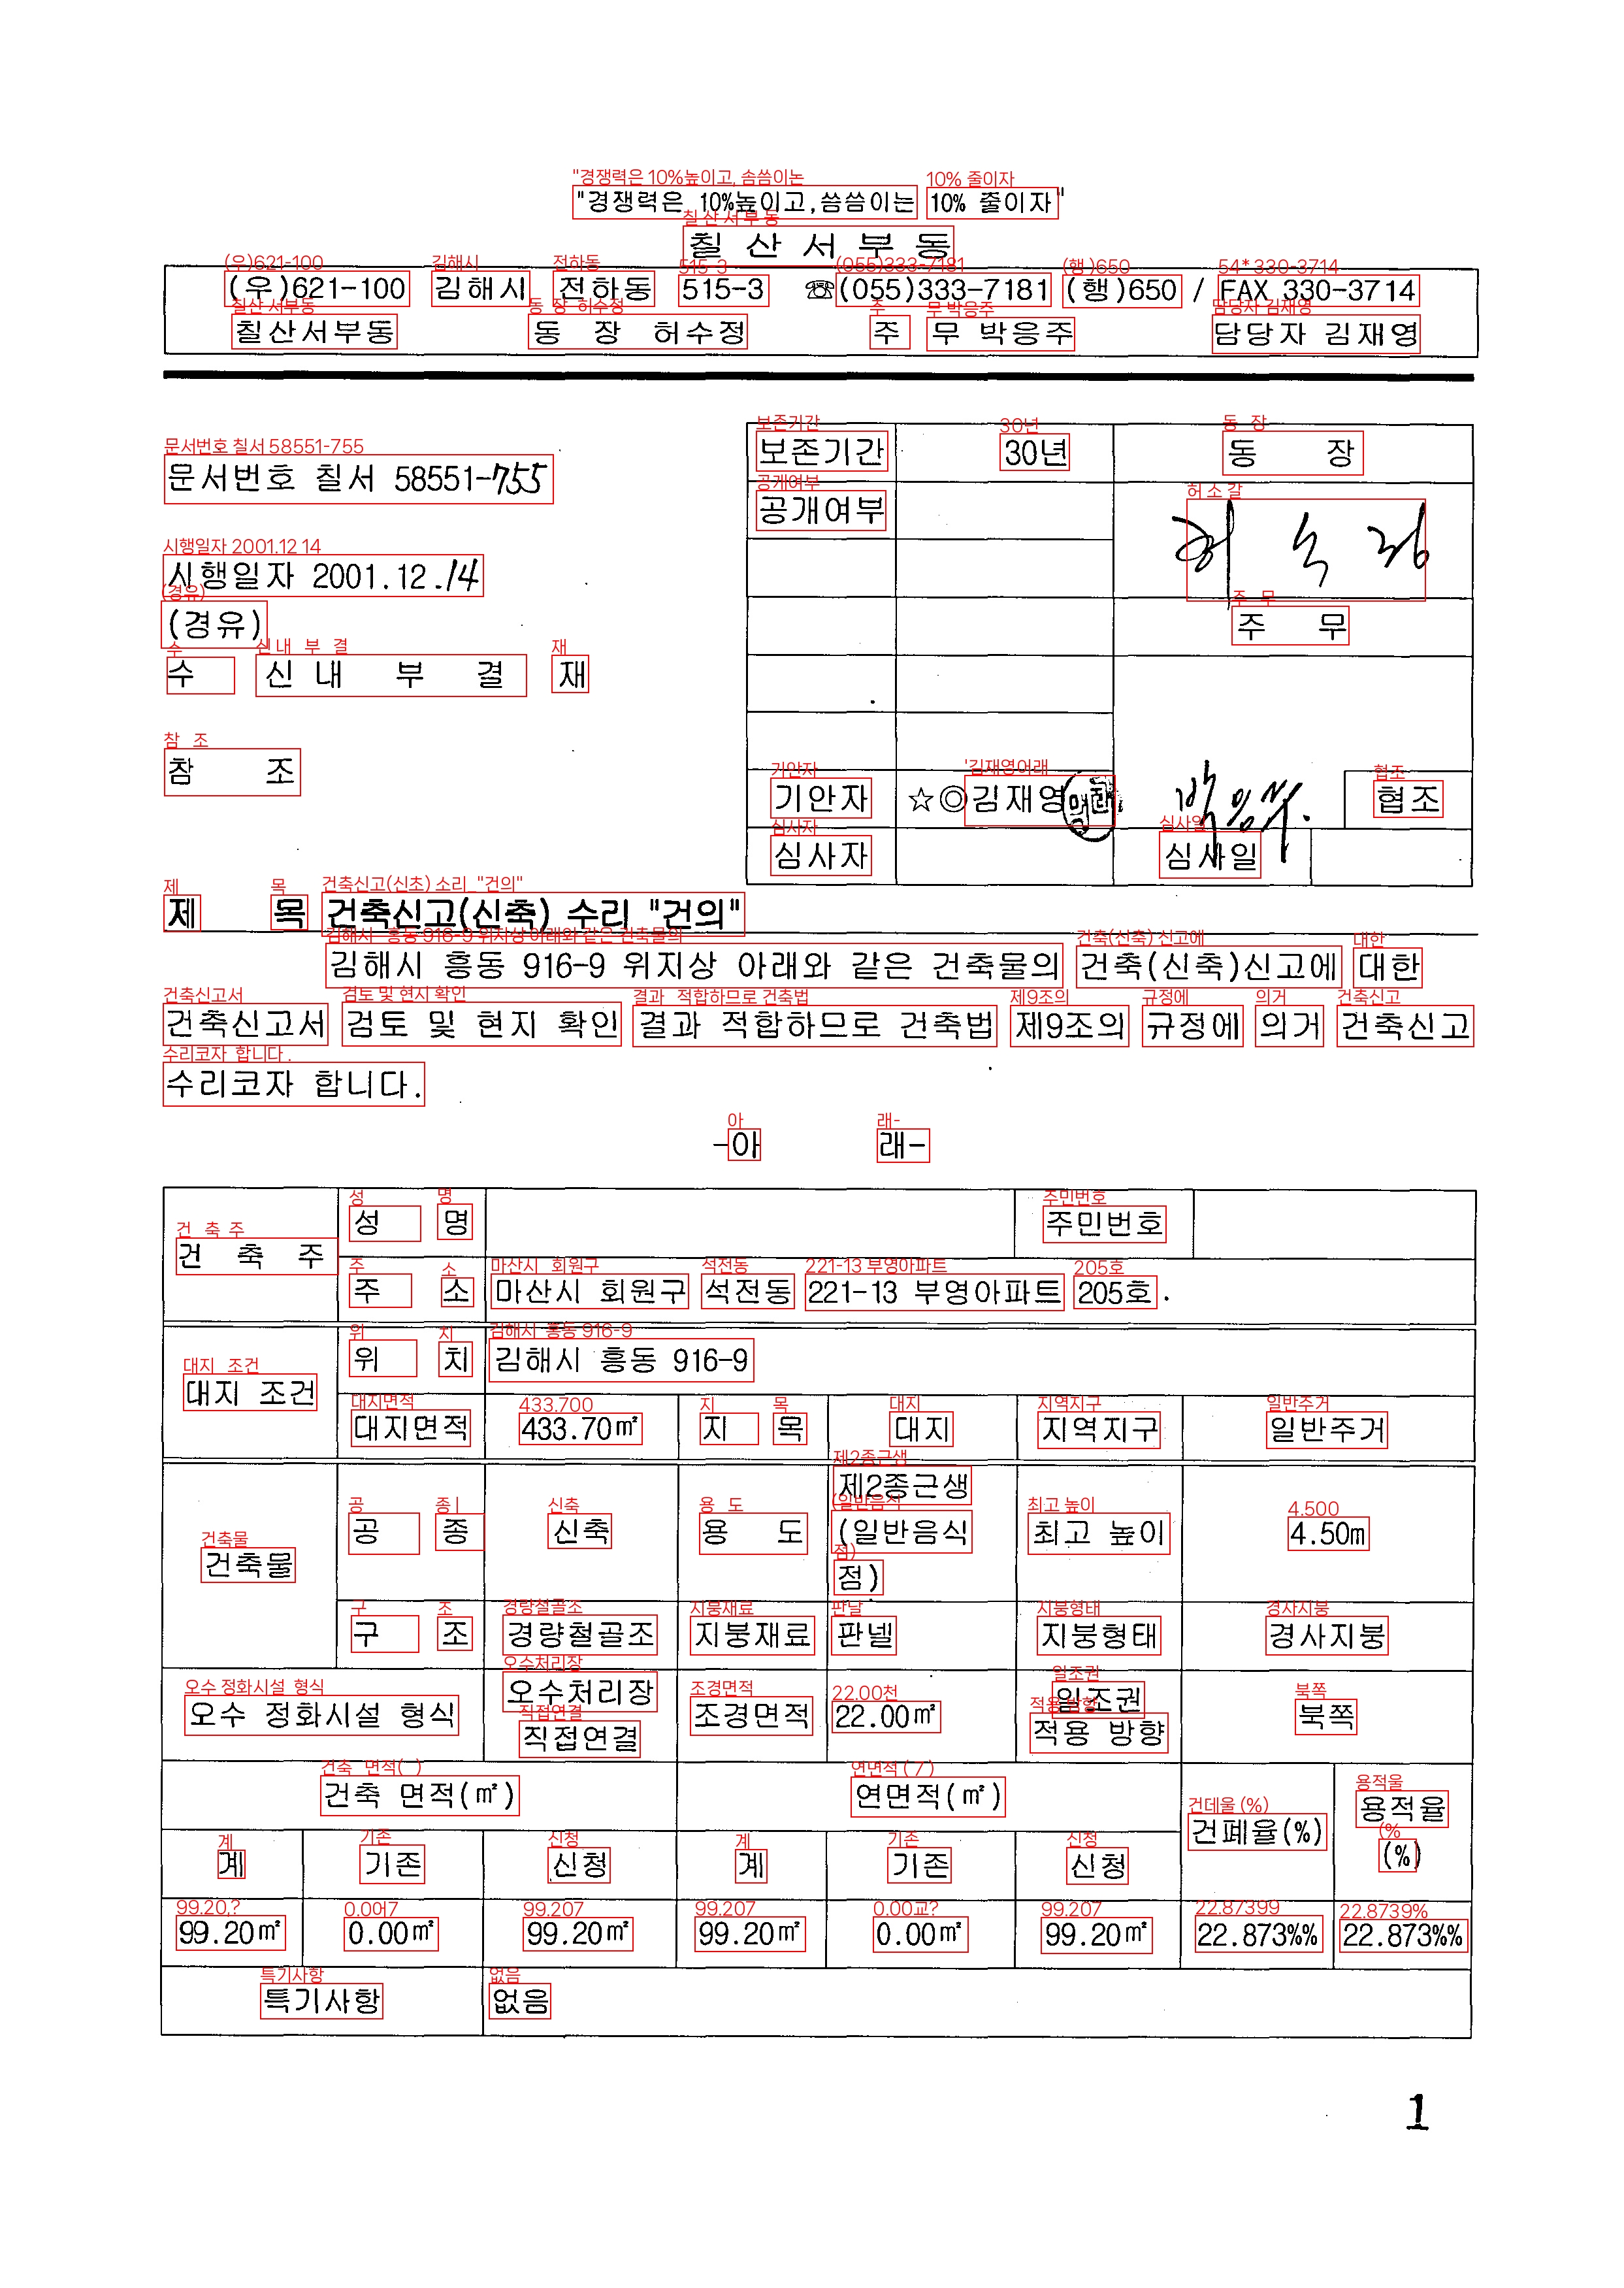 "경쟁력은 10%높이고,씀씀이는 10% 줄이자"
칠 산 서 부 동
(우)621-100 김해시 전하동 515-3 ☏(055)333-7181 (행)650 / FAX 330-3714
칠산서부동 동 장 허수정 주 무 박응주 담당자 김재영
문서번호 칠서 58551-755
시행일자 2001.12.14
(경유)
수 신 내 부 결 재
참 조
보존기간 30년 동 장
공개여부 허수정
주 무
기안자 ☆◎김재영 협조
심사자 심사일
제 목 건축신고(신축) 수리 "건의"
김해시 흥동 916-9 위지상 아래와 같은 건축물의 건축(신축)신고에 대한
건축신고서 검토 및 현지 확인 결과 적합하므로 건축법 제9조의 규정에 의거 건축신고
수리코자 합니다.
-아 래-
건 축 주 성 명 주민번호
주 소 마산시 회원구 석전동 221-13 부영아파트 205호.
대지 조건 위 치 김해시 흥동 916-9
대지면적 433.70㎡ 지 목 대지 지역지구 일반주거
건축물 공 종 신축 용 도 제2종근생 (일반음식점) 최고 높이 4.50m
구 조 경량철골조 지붕재료 판넬 지붕형태 경사지붕
오수 정화시설 형식 오수처리장 직접연결 조경면적 22.00㎡ 일조권 적용 방향 북쪽
건축 면적(㎡) 연면적(㎡) 건폐율(%) 용적율 (%)
계 기존 신청 계 기존 신청
99.20㎡ 0.00㎡ 99.20㎡ 99.20㎡ 0.00㎡ 99.20㎡ 22.873%% 22.873%%
특기사항 없음
1